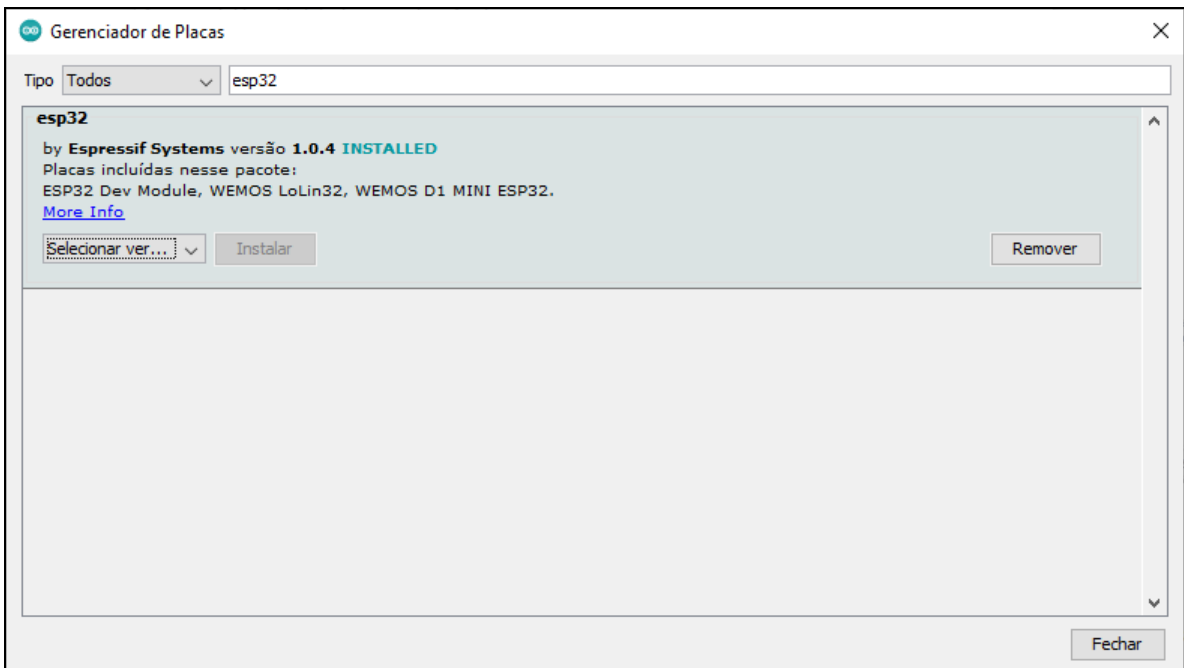 Gerenciador de Placas
Tipo Todos esp32
esp32
by Espressif Systems versão 1.0.4 INSTALLED
Placas incluídas nesse pacote:
ESP32 Dev Module, WEMOS LoLin32, WEMOS D1 MINI ESP32.
More Info
Selecionar ver... Instalar Remover
Fechar